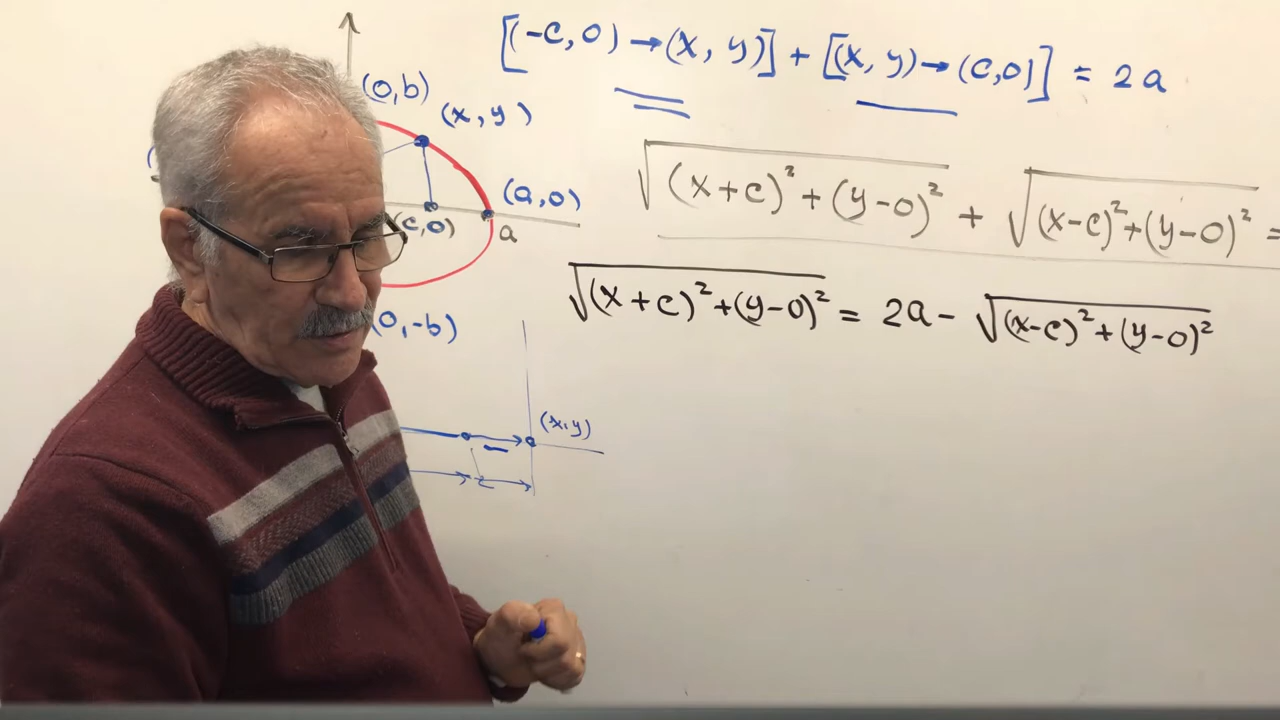 [(-c,0)→(x,y)]+[(x,y)→(c,0)] = 2a
(0,b)
(x,y)
√(x+c)²+(y-0)² + √(x-c)²+(y-0)² =
(a,0)
(c,0)
a
√(x+c)²+(y-0)² = 2a-√(x-c)²+(y-0)²
(0,-b)
(x,y)
c